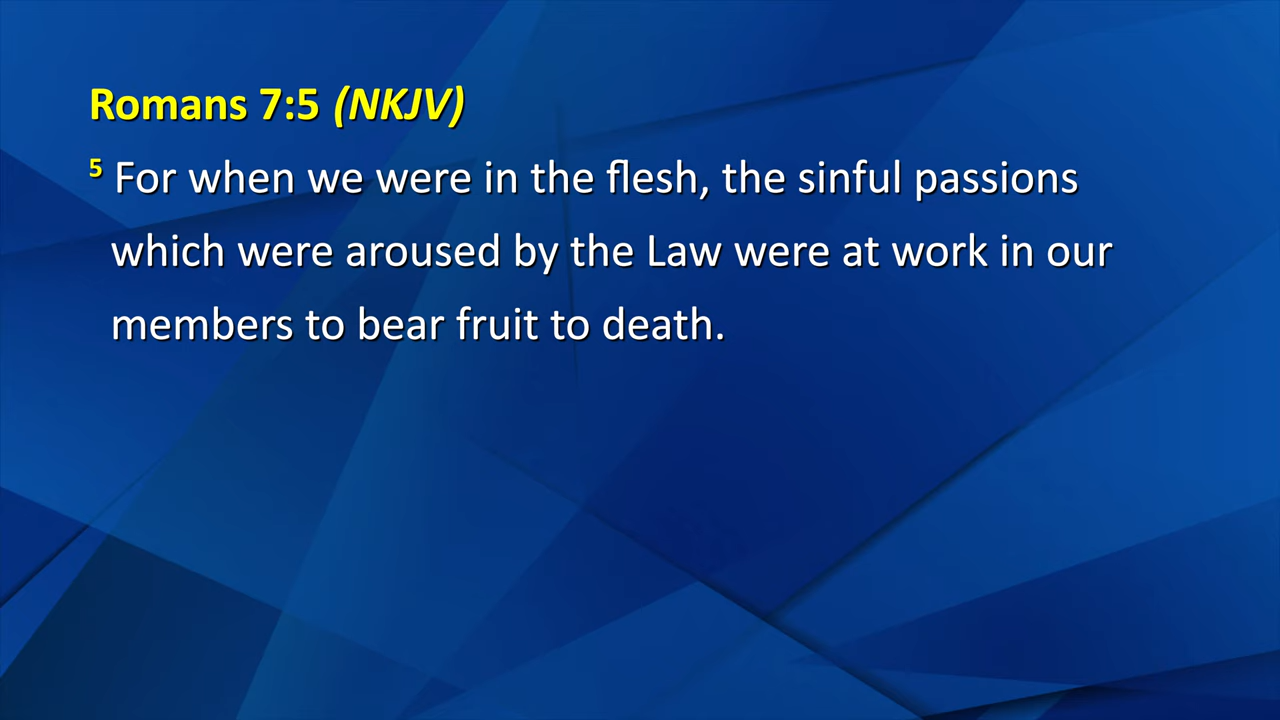 Romans 7:5 (NKJV)
5 For when we were in the flesh, the sinful passions
which were aroused by the Law were at work in our
members to bear fruit to death.